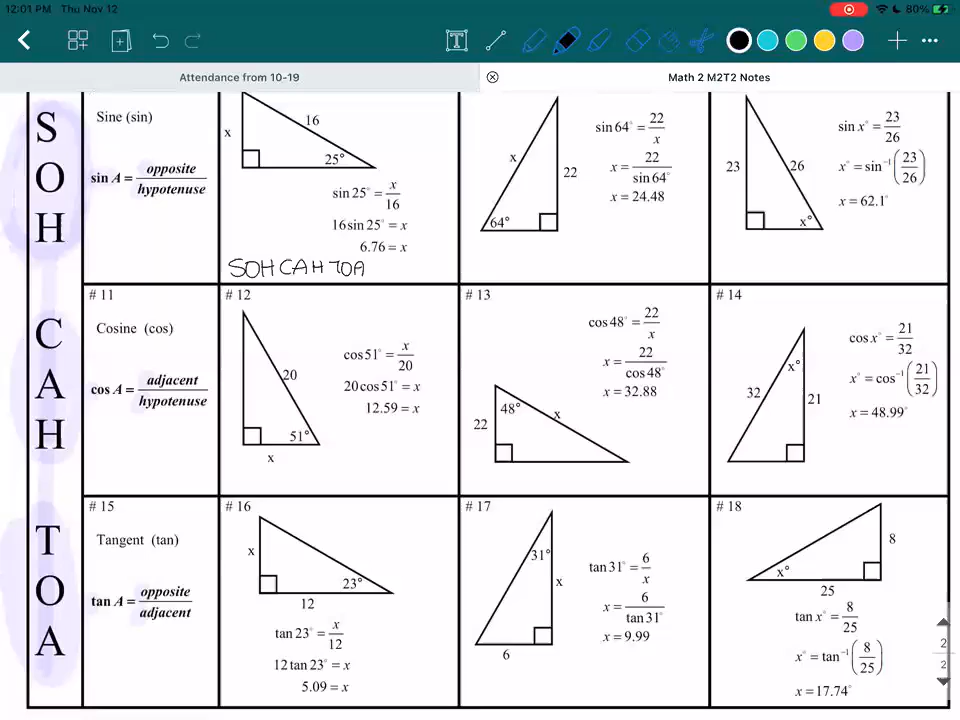 12:01 PM Thu Nov 12
80%
Attendance from 10-19
Math 2 M2T2 Notes
S
O
H
Sine (sin)
sin A = opposite / hypotenuse
x
16
25°
sin 25° = x / 16
16 sin 25° = x
6.76 = x
SOH CAH TOA
x
22
64°
sin 64° = 22 / x
x = 22 / sin 64°
x = 24.48
23
26
x°
sin x° = 23 / 26
x° = sin⁻¹(23 / 26)
x = 62.1°
C
A
H
# 11
Cosine (cos)
cos A = adjacent / hypotenuse
# 12
20
51°
x
cos 51° = x / 20
20 cos 51° = x
12.59 = x
# 13
cos 48° = 22 / x
x = 22 / cos 48°
x = 32.88
22
48°
x
# 14
x°
32
21
cos x° = 21 / 32
x° = cos⁻¹(21 / 32)
x = 48.99°
T
O
A
# 15
Tangent (tan)
tan A = opposite / adjacent
# 16
x
23°
12
tan 23° = x / 12
12 tan 23° = x
5.09 = x
# 17
31°
x
6
tan 31° = 6 / x
x = 6 / tan 31°
x = 9.99
# 18
8
x°
25
tan x° = 8 / 25
x° = tan⁻¹(8 / 25)
x = 17.74°
2
2